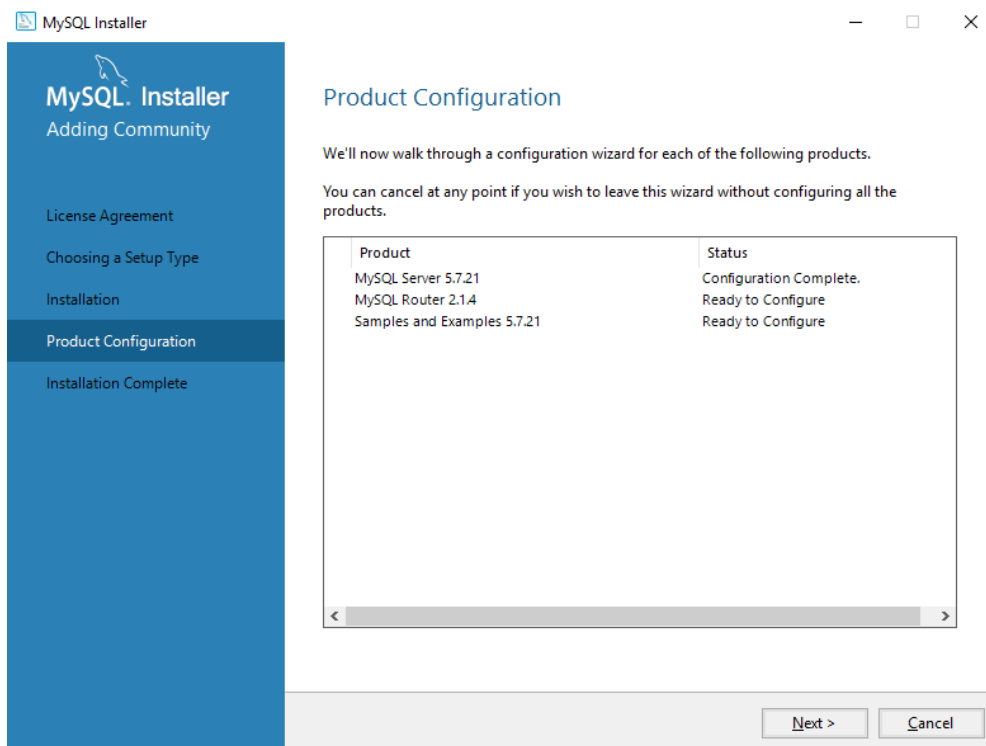 MySQL Installer
MySQL. Installer
Adding Community
License Agreement
Choosing a Setup Type
Installation
Product Configuration
Installation Complete
Product Configuration
We'll now walk through a configuration wizard for each of the following products.
You can cancel at any point if you wish to leave this wizard without configuring all the
products.
Product Status
MySQL Server 5.7.21 Configuration Complete.
MySQL Router 2.1.4 Ready to Configure
Samples and Examples 5.7.21 Ready to Configure
Next > Cancel